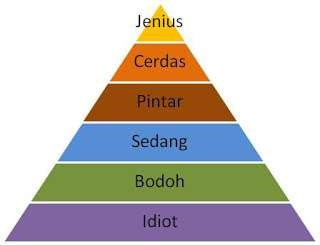 Jenius
Cerdas
Pintar
Sedang
Bodoh
Idiot